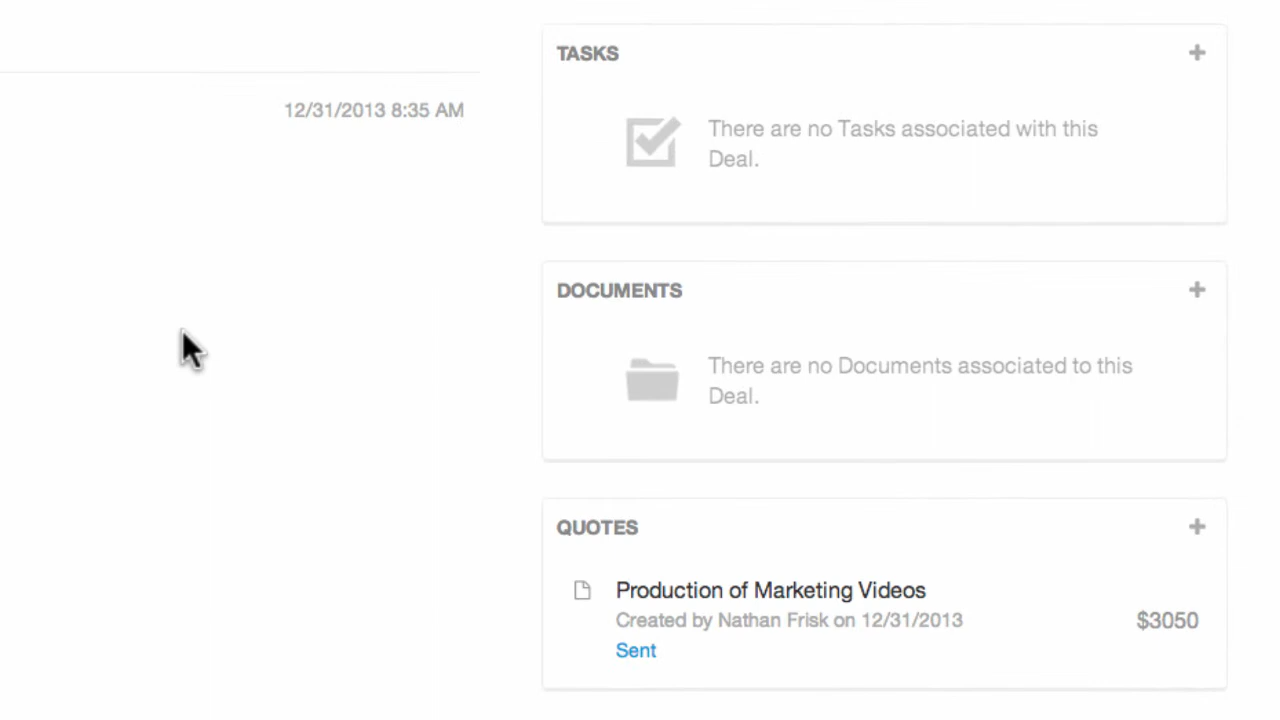 12/31/2013 8:35 AM
TASKS
There are no Tasks associated with this
Deal.
DOCUMENTS
There are no Documents associated to this
Deal.
QUOTES
Production of Marketing Videos
Created by Nathan Frisk on 12/31/2013
$3050
Sent